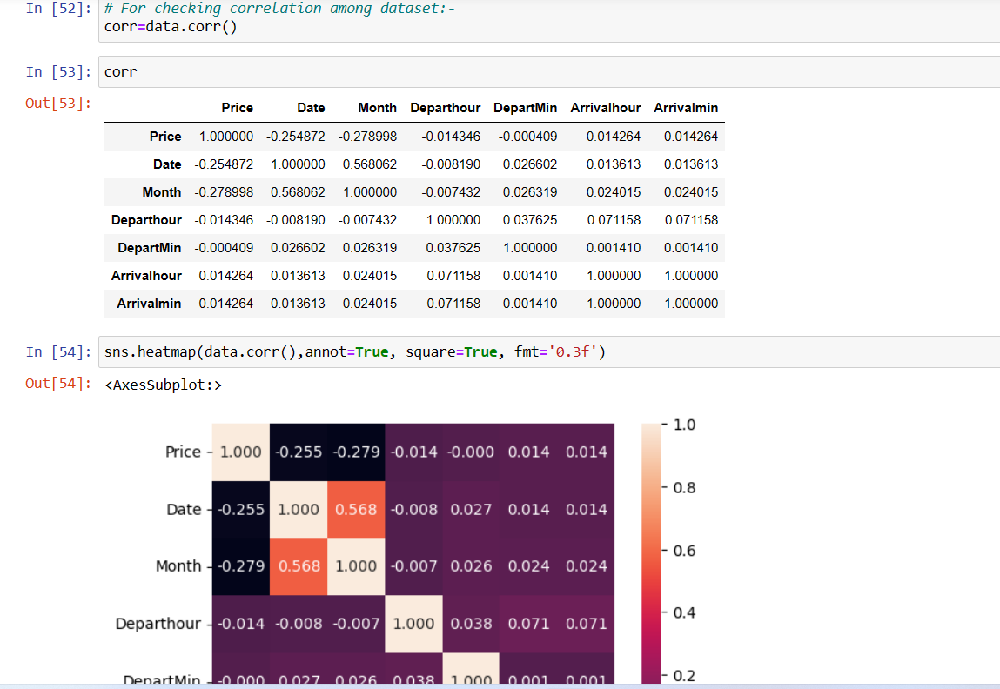 In [52]: # For checking correlation among dataset:-
corr=data.corr()
In [53]: corr
Out[53]:
Price Date Month Departhour DepartMin Arrivalhour Arrivalmin
Price 1.000000 -0.254872 -0.278998 -0.014346 -0.000409 0.014264 0.014264
Date -0.254872 1.000000 0.568062 -0.008190 0.026602 0.013613 0.013613
Month -0.278998 0.568062 1.000000 -0.007432 0.026319 0.024015 0.024015
Departhour -0.014346 -0.008190 -0.007432 1.000000 0.037625 0.071158 0.071158
DepartMin -0.000409 0.026602 0.026319 0.037625 1.000000 0.001410 0.001410
Arrivalhour 0.014264 0.013613 0.024015 0.071158 0.001410 1.000000 1.000000
Arrivalmin 0.014264 0.013613 0.024015 0.071158 0.001410 1.000000 1.000000
In [54]: sns.heatmap(data.corr(),annot=True, square=True, fmt='0.3f')
Out[54]: <AxesSubplot:>
1.0
Price 1.000 -0.255 -0.279 -0.014 -0.000 0.014 0.014
0.8
Date -0.255 1.000 0.568 -0.008 0.027 0.014 0.014
0.6
Month -0.279 0.568 1.000 -0.007 0.026 0.024 0.024
0.4
Departhour -0.014 -0.008 -0.007 1.000 0.038 0.071 0.071
0.2
DepartMin -0.000 0.027 0.026 0.038 1.000 0.001 0.001